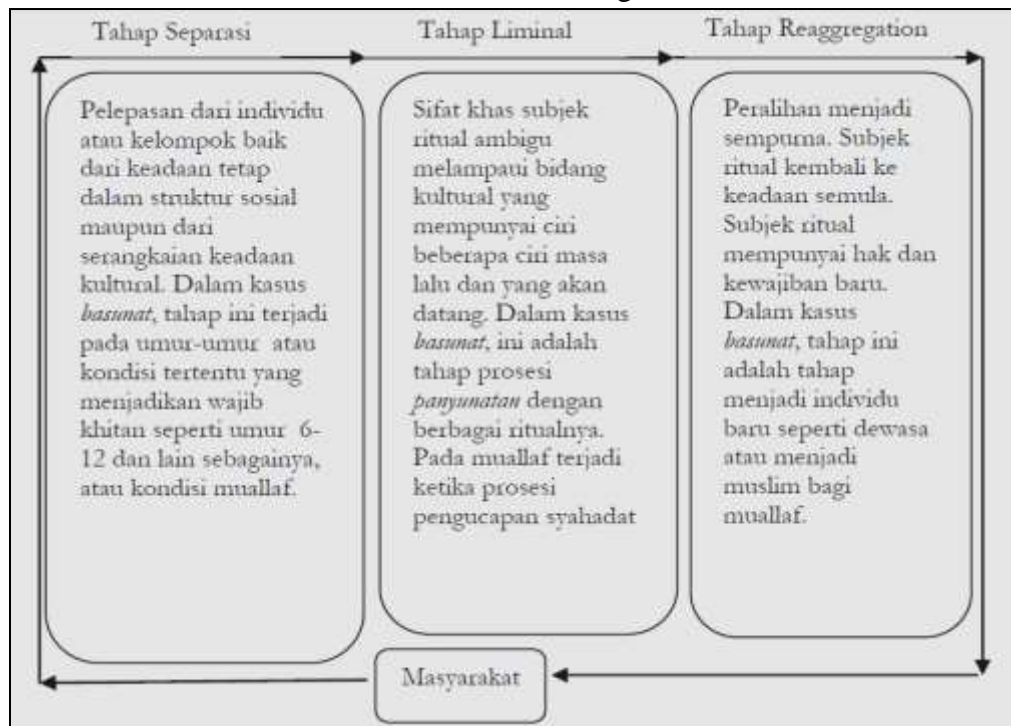 Tahap Separasi
Tahap Liminal
Tahap Reaggregation
Pelepasan dari individu
atau kelompok baik
dari keadaan tetap
dalam struktur sosial
maupun dari
serangkaian keadaan
kultural. Dalam kasus
basunat, tahap ini terjadi
pada umur-umur atau
kondisi tertentu yang
menjadikan wajib
khitan seperti umur 6-
12 dan lain sebagainya,
atau kondisi muallaf.
Sifat khas subjek
ritual ambigu
melampaui bidang
kultural yang
mempunyai ciri
beberapa ciri masa
lalu dan yang akan
datang. Dalam kasus
basunat, ini adalah
tahap prosesi
panyunatan dengan
berbagai ritualnya.
Pada muallaf terjadi
ketika prosesi
pengucapan syahadat
Peralihan menjadi
sempurna. Subjek
ritual kembali ke
keadaan semula.
Subjek ritual
mempunyai hak dan
kewajiban baru.
Dalam kasus
basunat, tahap ini
adalah tahap
menjadi individu
baru seperti dewasa
atau menjadi
muslim bagi
muallaf.
Masyarakat